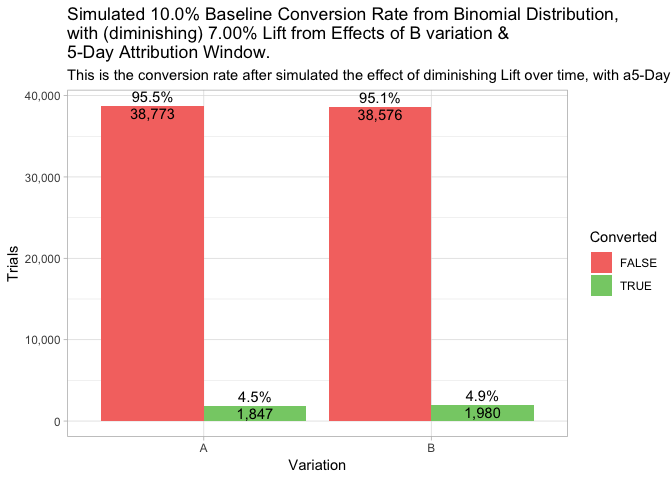 Simulated 10.0% Baseline Conversion Rate from Binomial Distribution,
with (diminishing) 7.00% Lift from Effects of B variation &
5-Day Attribution Window.
This is the conversion rate after simulated the effect of diminishing Lift over time, with a5-Day
40,000
30,000
20,000
10,000
0
Trials
95.5%
38,773
4.5%
1,847
95.1%
38,576
4.9%
1,980
A
B
Variation
Converted
FALSE
TRUE